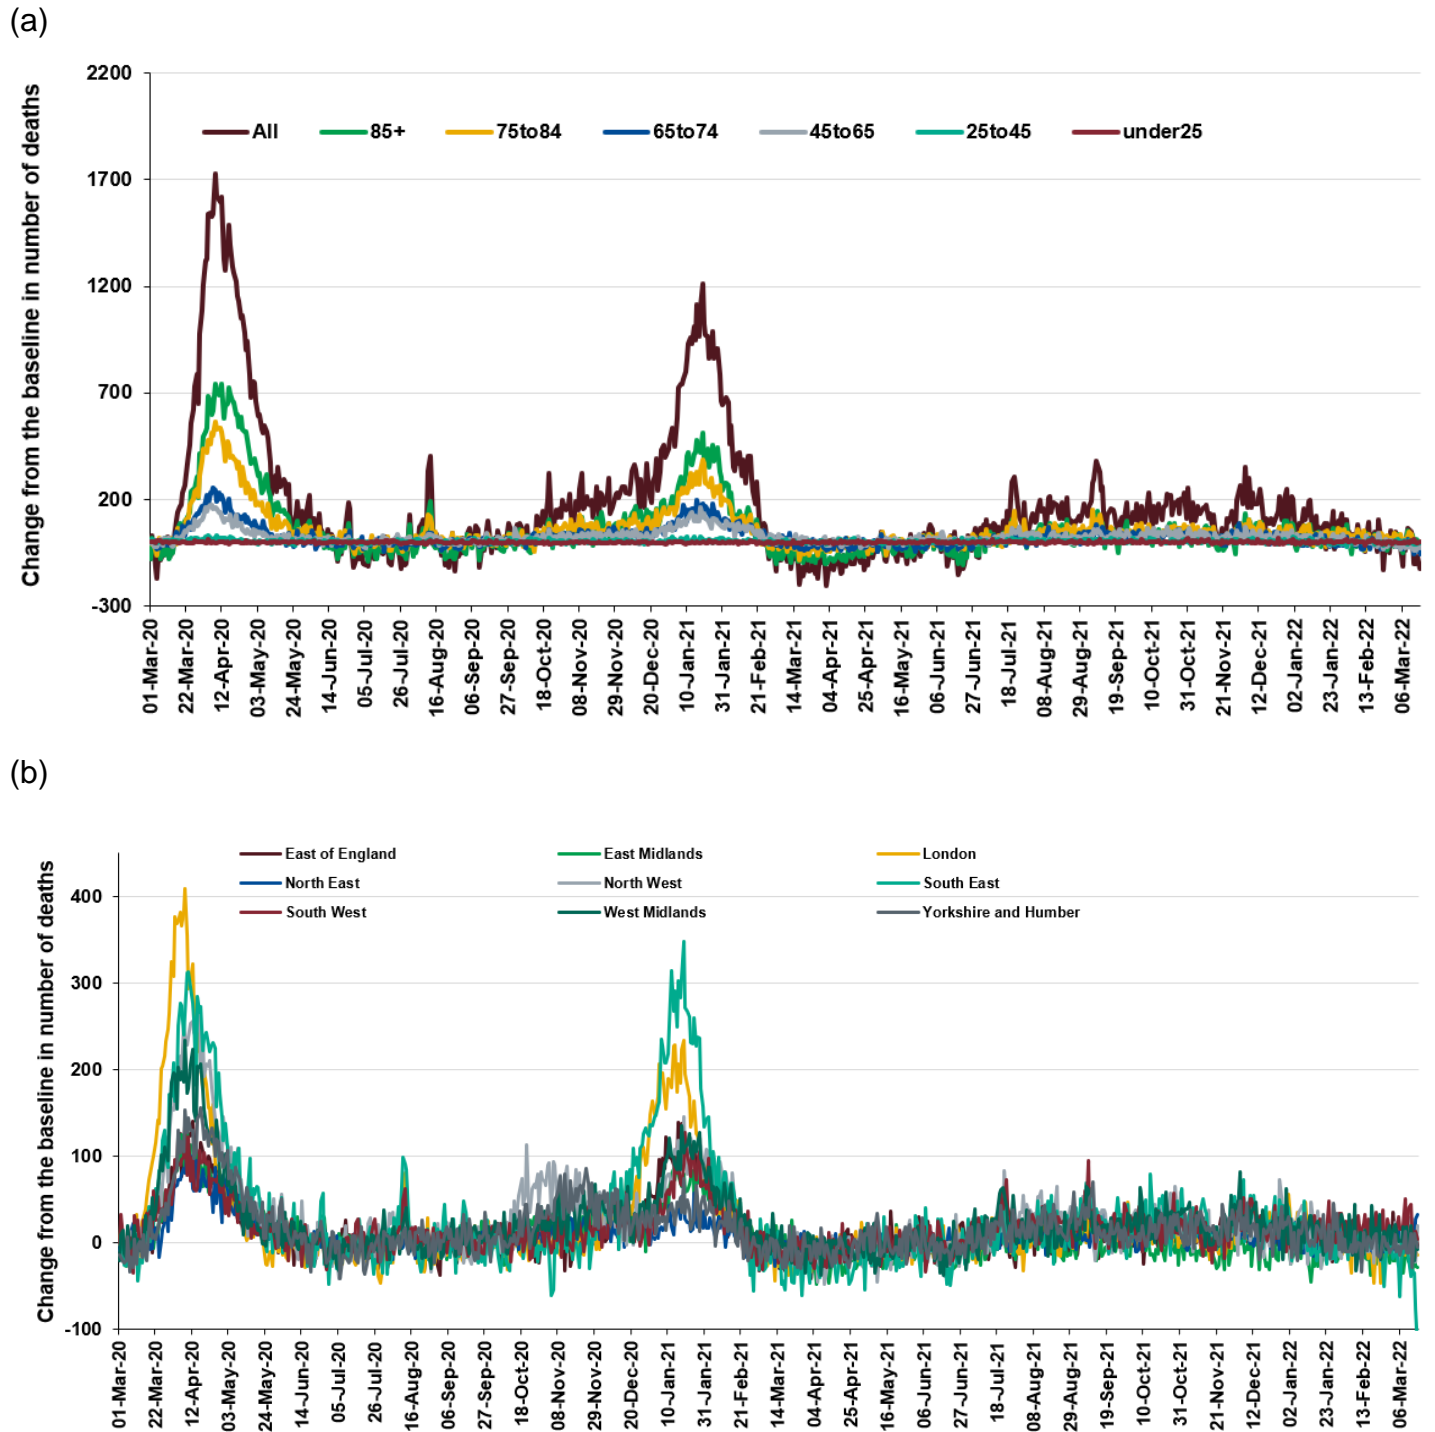 (a)
Change from the baseline in number of deaths
2200
1700
1200
700
200
-300
All 85+ 75to84 65to74 45to65 25to45 under25
01-Mar-20 22-Mar-20 12-Apr-20 03-May-20 24-May-20 14-Jun-20 05-Jul-20 26-Jul-20 16-Aug-20 06-Sep-20 27-Sep-20 18-Oct-20 08-Nov-20 29-Nov-20 20-Dec-20 10-Jan-21 31-Jan-21 21-Feb-21 14-Mar-21 04-Apr-21 25-Apr-21 16-May-21 06-Jun-21 27-Jun-21 18-Jul-21 08-Aug-21 29-Aug-21 19-Sep-21 10-Oct-21 31-Oct-21 21-Nov-21 12-Dec-21 02-Jan-22 23-Jan-22 13-Feb-22 06-Mar-22
(b)
Change from the baseline in number of deaths
400
300
200
100
0
-100
East of England East Midlands London
North East North West South East
South West West Midlands Yorkshire and Humber
01-Mar-20 22-Mar-20 12-Apr-20 03-May-20 24-May-20 14-Jun-20 05-Jul-20 26-Jul-20 16-Aug-20 06-Sep-20 27-Sep-20 18-Oct-20 08-Nov-20 29-Nov-20 20-Dec-20 10-Jan-21 31-Jan-21 21-Feb-21 14-Mar-21 04-Apr-21 25-Apr-21 16-May-21 06-Jun-21 27-Jun-21 18-Jul-21 08-Aug-21 29-Aug-21 19-Sep-21 10-Oct-21 31-Oct-21 21-Nov-21 12-Dec-21 02-Jan-22 23-Jan-22 13-Feb-22 06-Mar-22